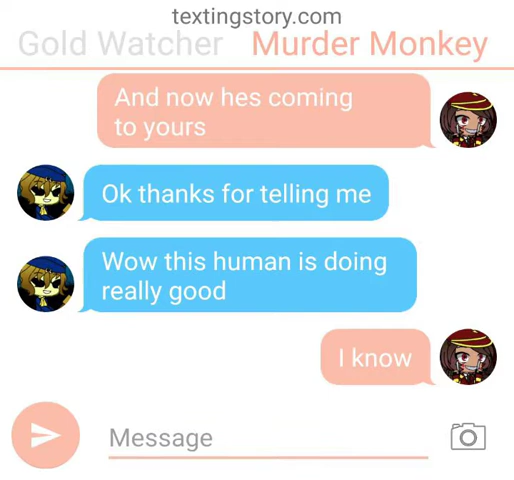 textingstory.com
Gold Watcher Murder Monkey
And now hes coming
to yours
Ok thanks for telling me
Wow this human is doing
really good
I know
Message